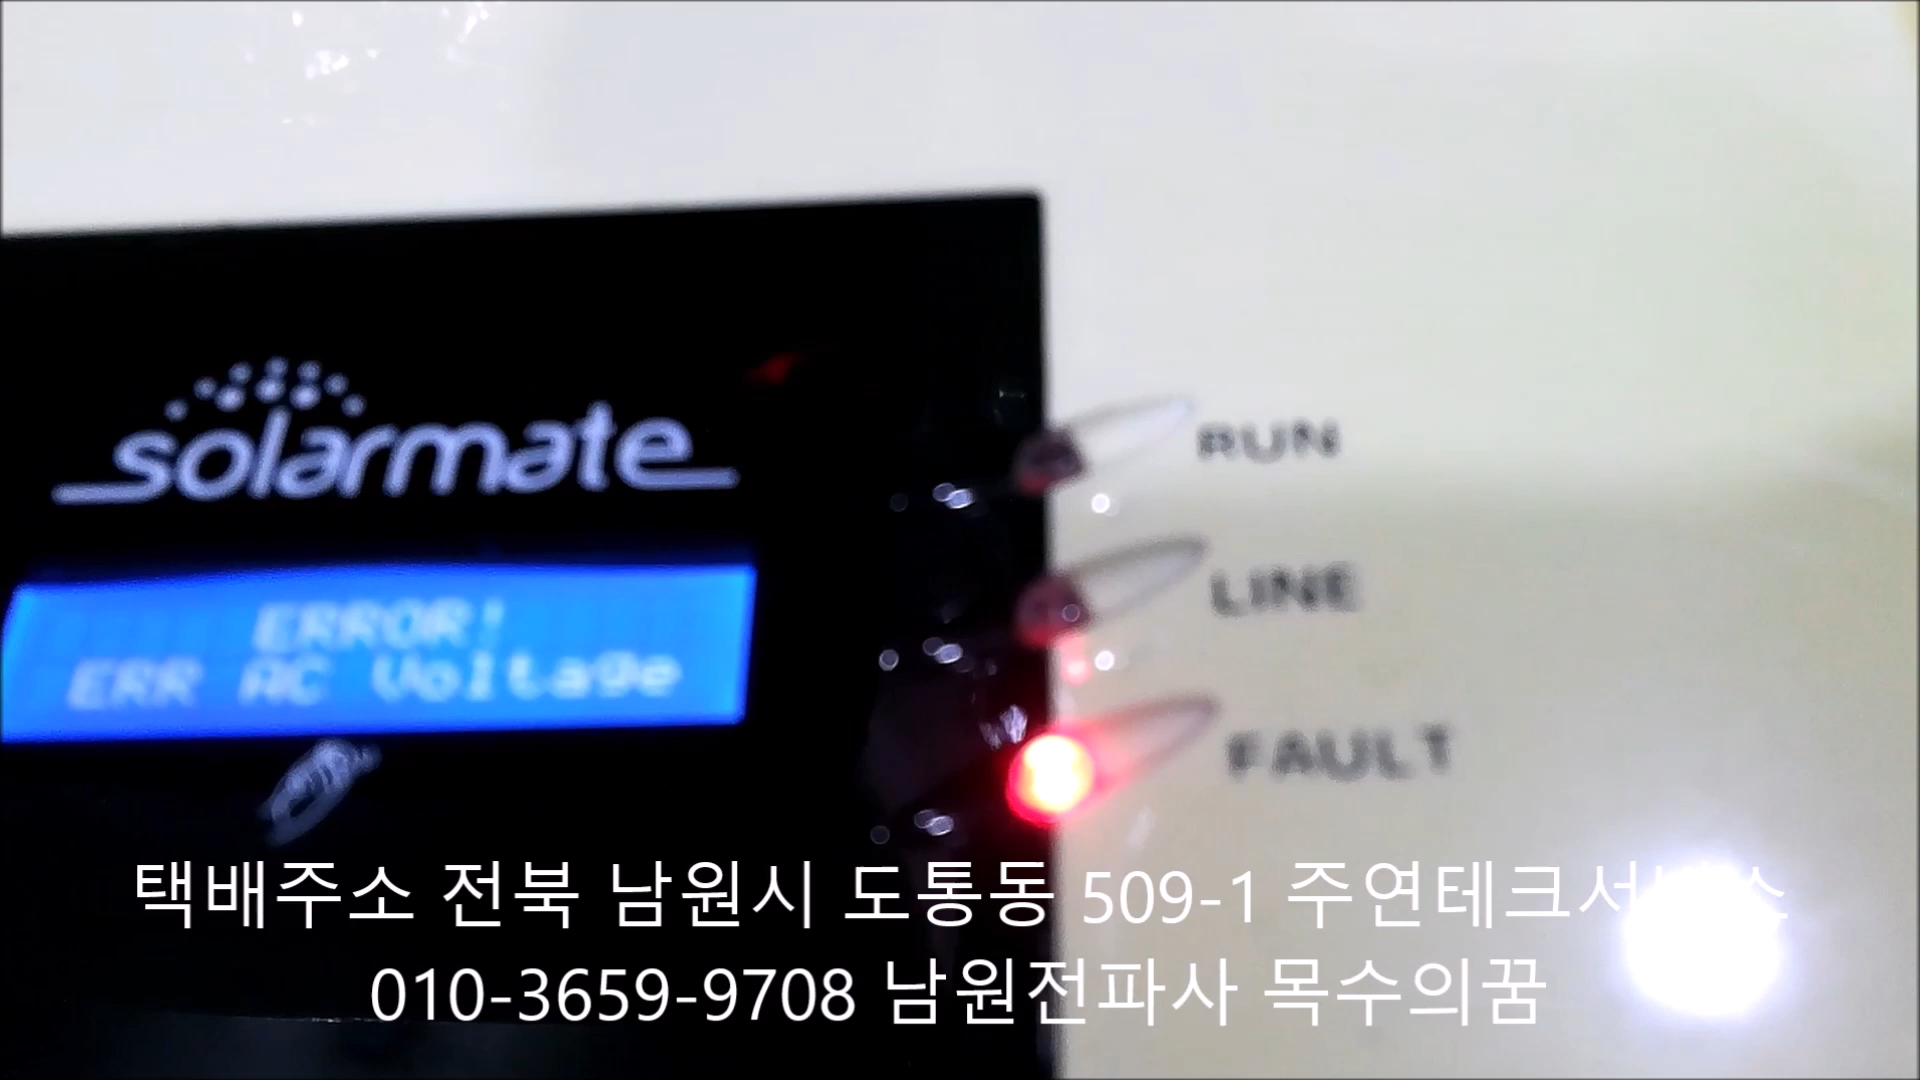 solarmate
RUN
LINE
ERROR!
ERR AC Voltage
FAULT
택배주소 전북 남원시 도통동 509-1 주연테크서비스
010-3659-9708 남원전파사 목수의꿈